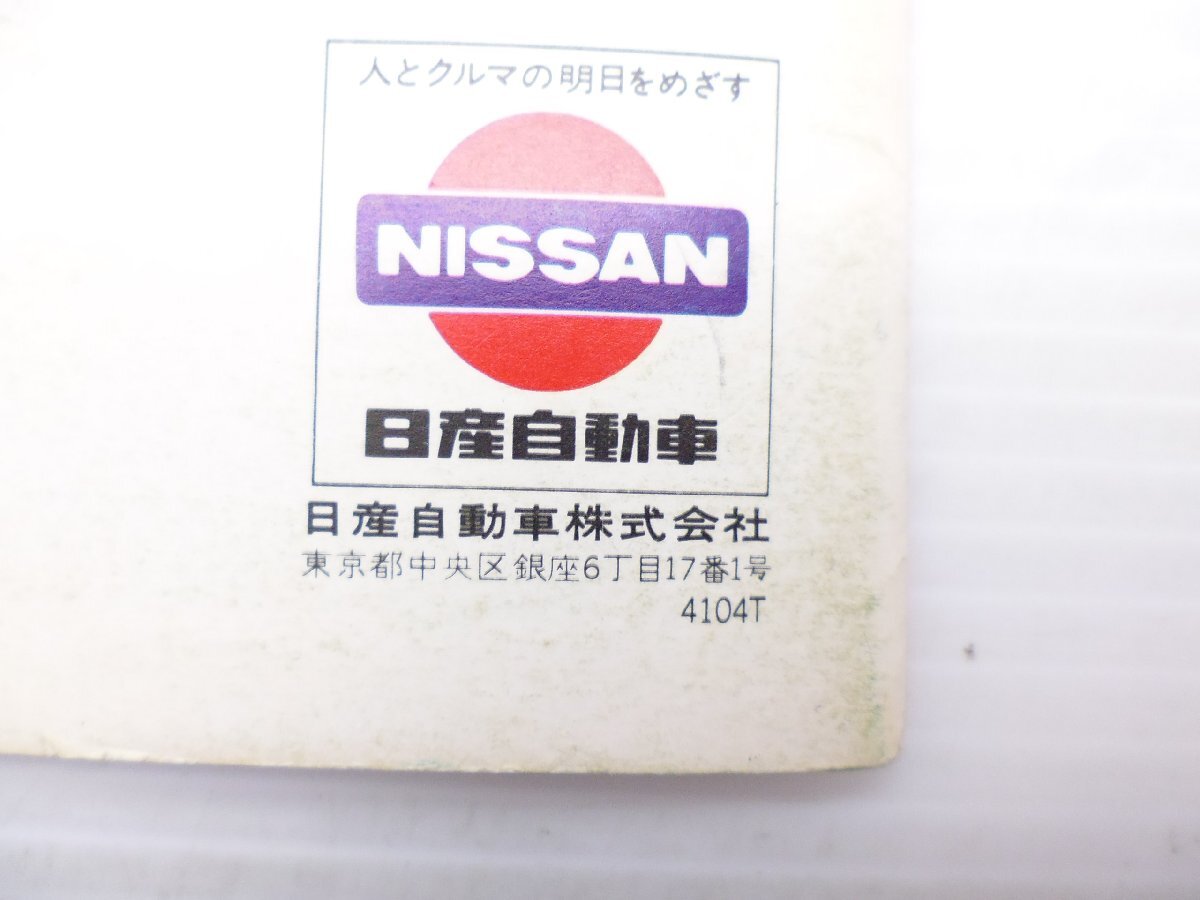 人とクルマの明日をめざす
NISSAN
日産自動車
日産自動車株式会社
東京都中央区銀座6丁目17番1号
4104T